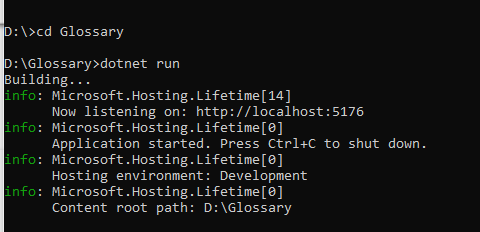 D:\>cd Glossary
D:\Glossary>dotnet run
Building...
info: Microsoft.Hosting.Lifetime[14]
Now listening on: http://localhost:5176
info: Microsoft.Hosting.Lifetime[0]
Application started. Press Ctrl+C to shut down.
info: Microsoft.Hosting.Lifetime[0]
Hosting environment: Development
info: Microsoft.Hosting.Lifetime[0]
Content root path: D:\Glossary